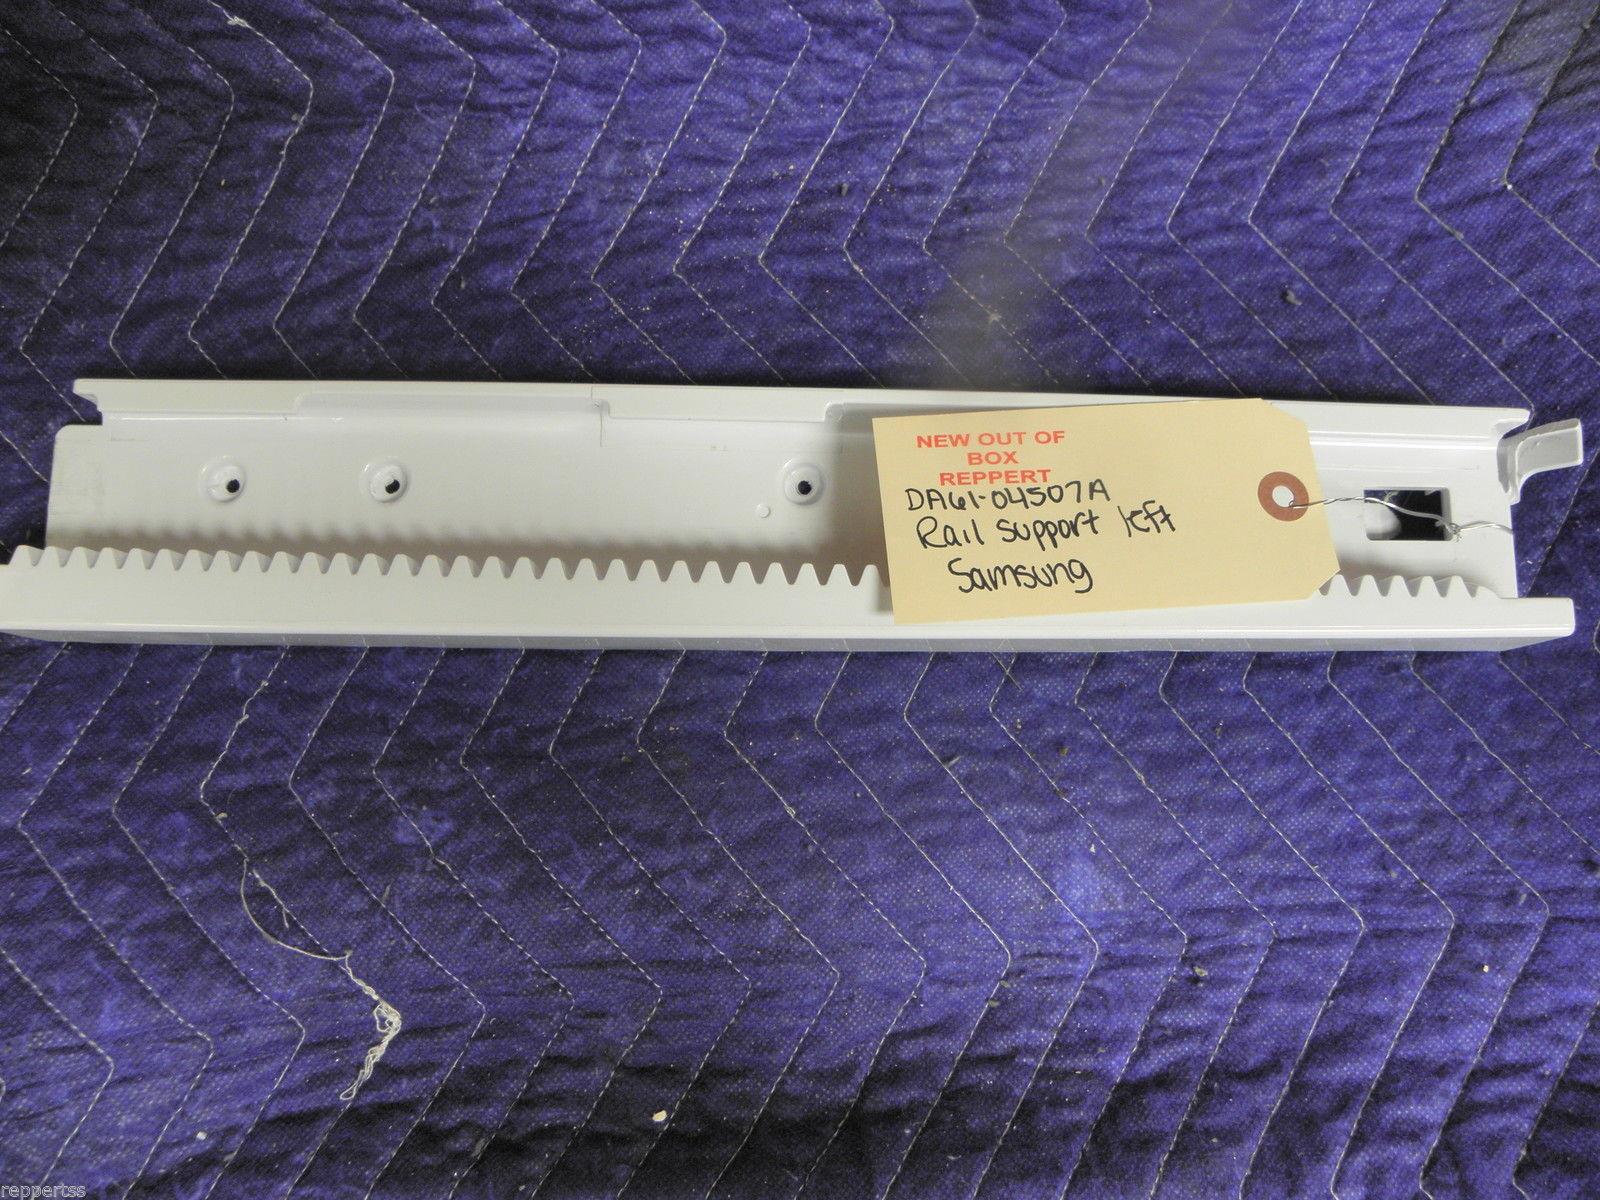 NEW OUT OF
BOX
REPPERT
DA61-04507A
Rail support left
Samsung
reppertss